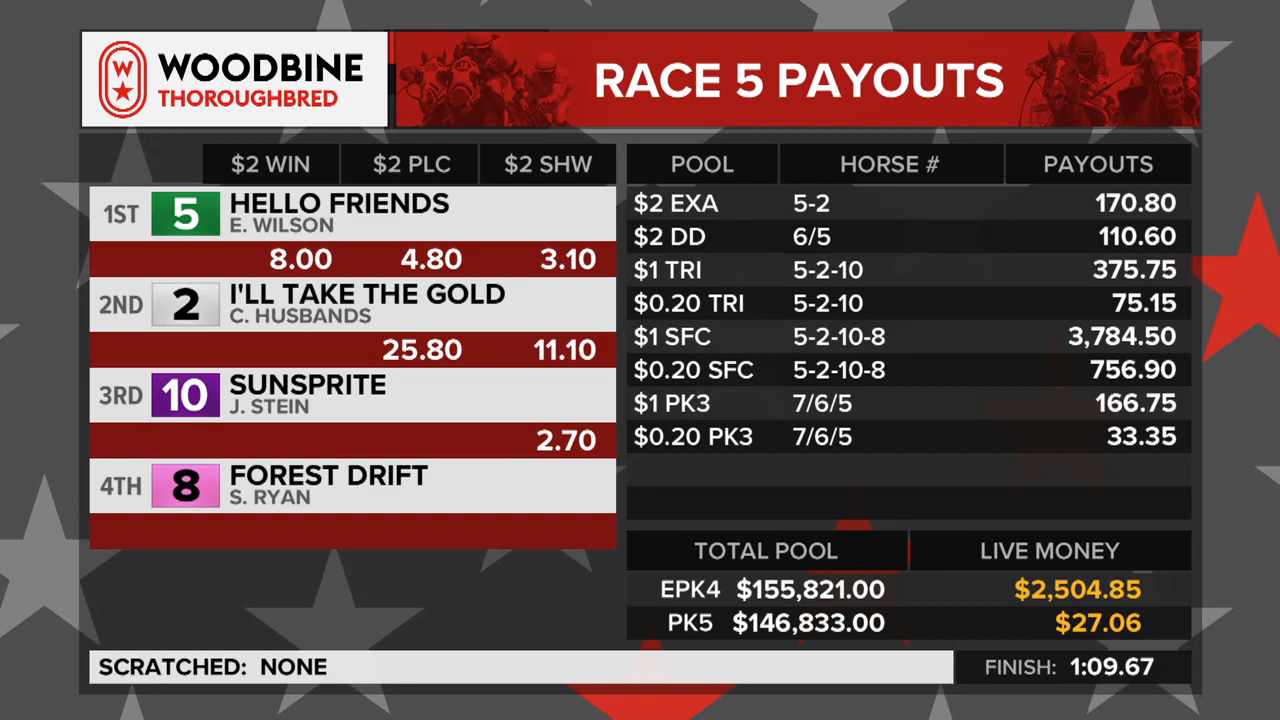 W
WOODBINE
THOROUGHBRED
RACE 5 PAYOUTS
$2 WIN $2 PLC $2 SHW
1ST 5 HELLO FRIENDS
E. WILSON
8.00 4.80 3.10
2ND 2 I'LL TAKE THE GOLD
C. HUSBANDS
25.80 11.10
3RD 10 SUNSPRITE
J. STEIN
2.70
4TH 8 FOREST DRIFT
S. RYAN
POOL HORSE # PAYOUTS
$2 EXA 5-2 170.80
$2 DD 6/5 110.60
$1 TRI 5-2-10 375.75
$0.20 TRI 5-2-10 75.15
$1 SFC 5-2-10-8 3,784.50
$0.20 SFC 5-2-10-8 756.90
$1 PK3 7/6/5 166.75
$0.20 PK3 7/6/5 33.35
TOTAL POOL LIVE MONEY
EPK4 $155,821.00 $2,504.85
PK5 $146,833.00 $27.06
SCRATCHED: NONE
FINISH: 1:09.67